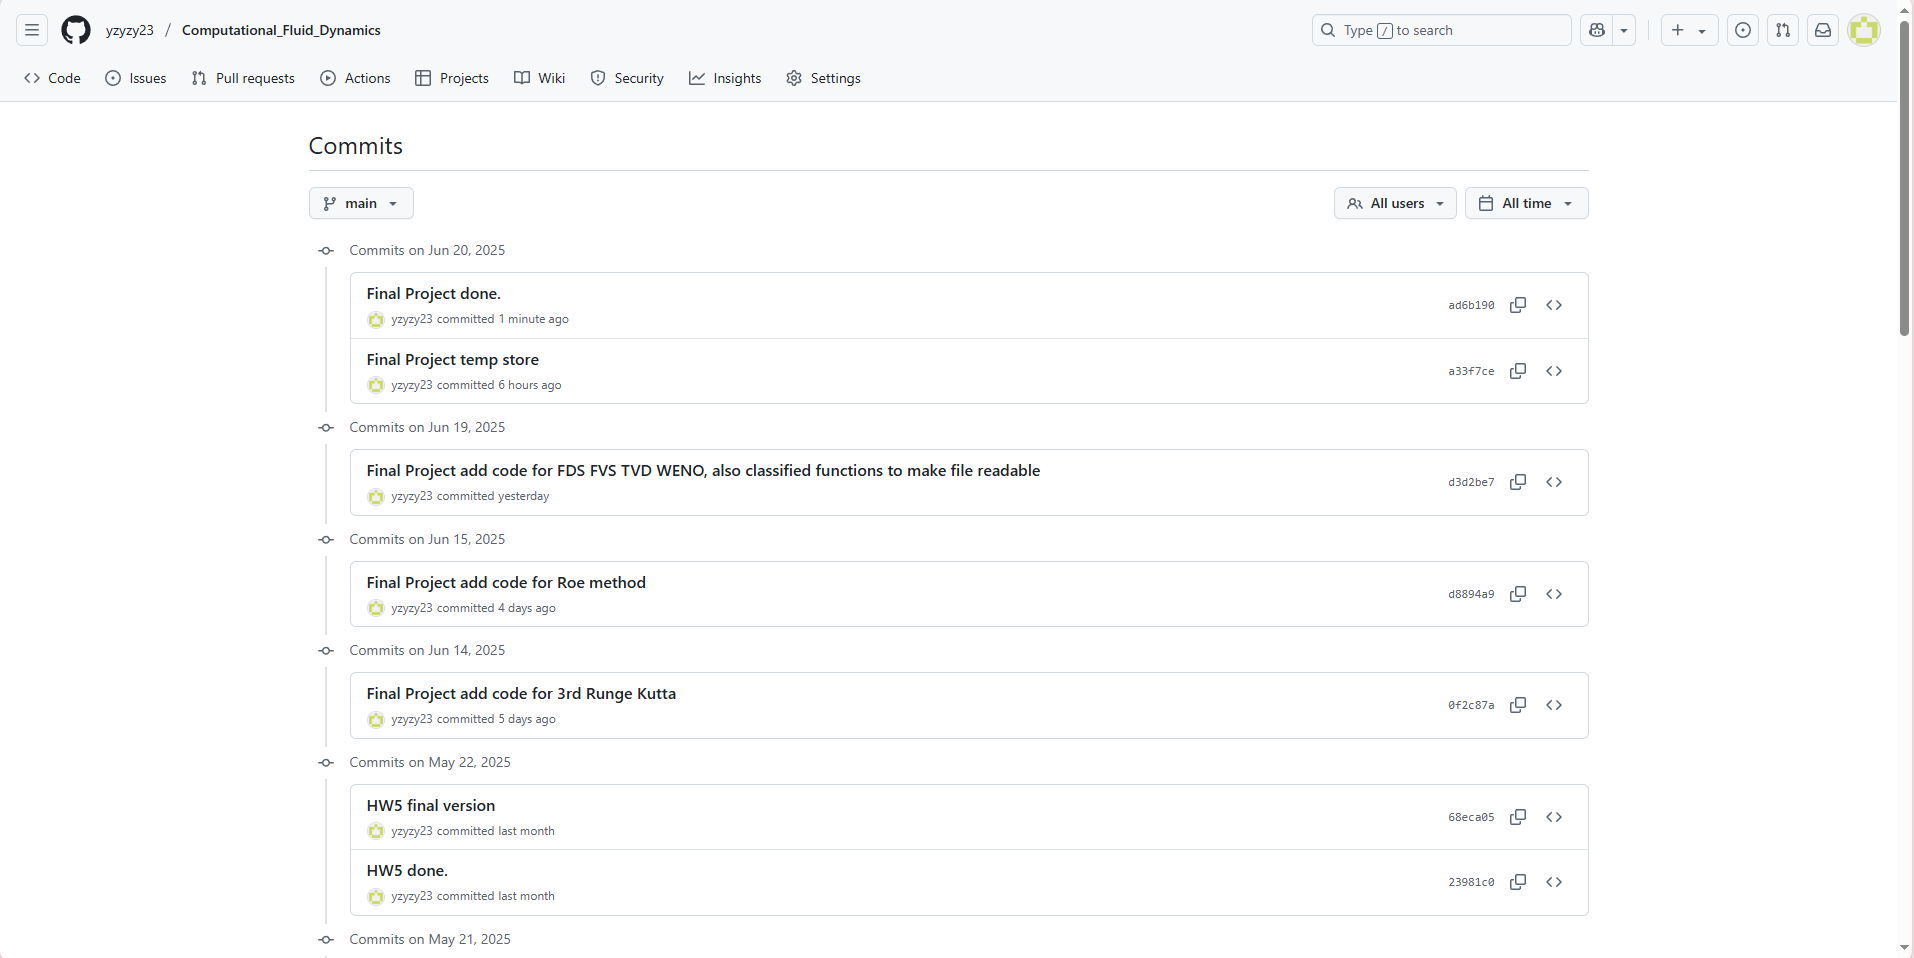 yzyzy23 / Computational_Fluid_Dynamics
Type / to search
Code Issues Pull requests Actions Projects Wiki Security Insights Settings
Commits
main
All users All time
Commits on Jun 20, 2025
Final Project done.
yzyzy23 committed 1 minute ago
ad6b190
Final Project temp store
yzyzy23 committed 6 hours ago
a33f7ce
Commits on Jun 19, 2025
Final Project add code for FDS FVS TVD WENO, also classified functions to make file readable
yzyzy23 committed yesterday
d3d2be7
Commits on Jun 15, 2025
Final Project add code for Roe method
yzyzy23 committed 4 days ago
d8894a9
Commits on Jun 14, 2025
Final Project add code for 3rd Runge Kutta
yzyzy23 committed 5 days ago
0f2c87a
Commits on May 22, 2025
HW5 final version
yzyzy23 committed last month
68eca05
HW5 done.
yzyzy23 committed last month
23981c0
Commits on May 21, 2025